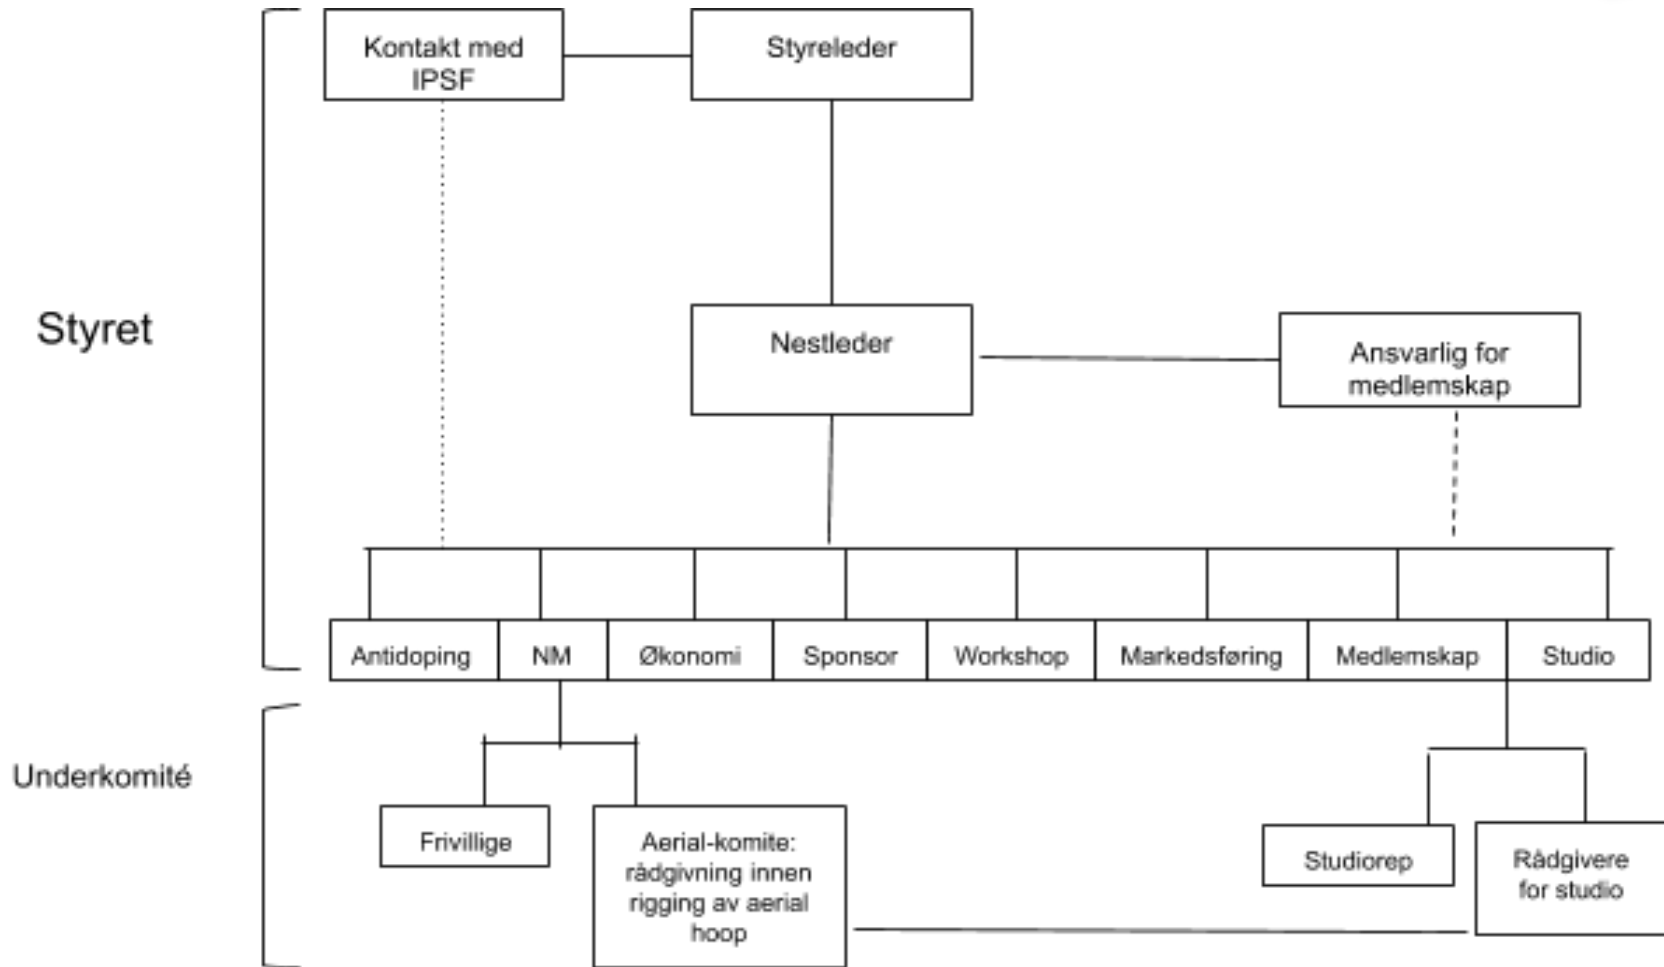 Kontakt med
IPSF
Styreleder
Styret
Nestleder
Ansvarlig for
medlemskap
Antidoping
NM
Økonomi
Sponsor
Workshop
Markedsføring
Medlemskap
Studio
Underkomité
Frivillige
Aerial-komite:
rådgivning innen
rigging av aerial
hoop
Studiorep
Rådgivere
for studio